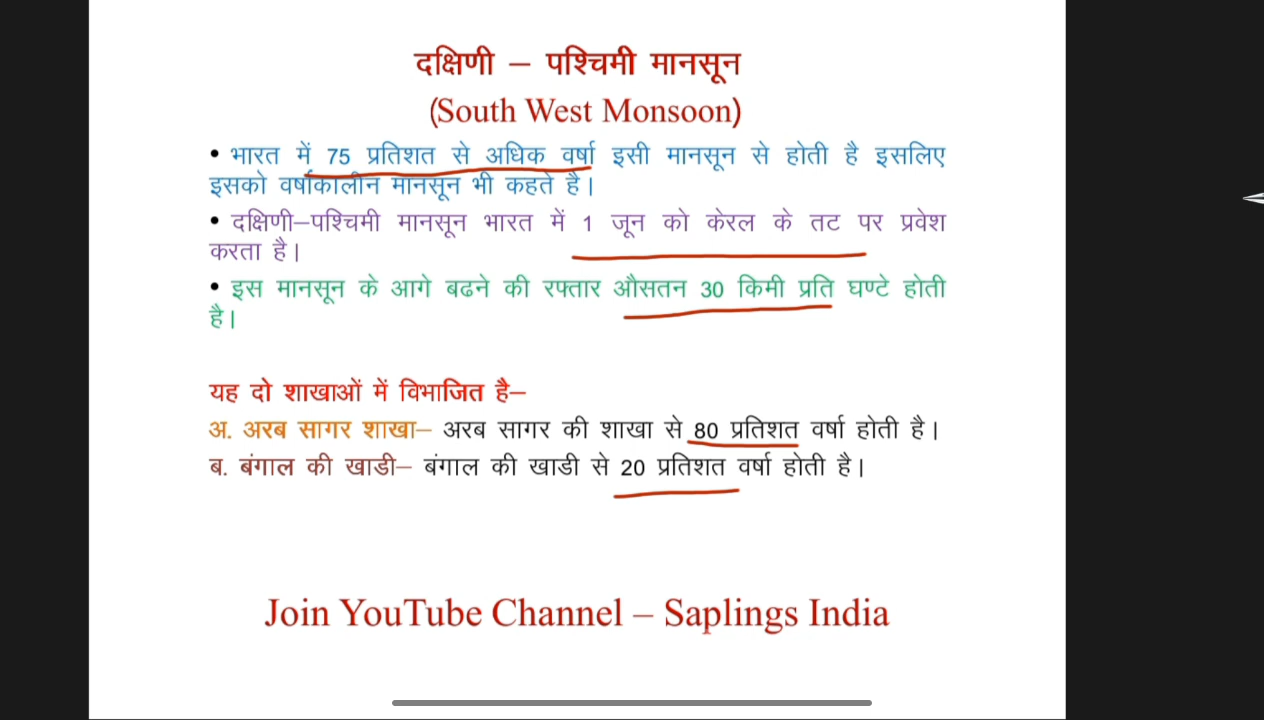 दक्षिणी – पश्चिमी मानसून
(South West Monsoon)
• भारत में 75 प्रतिशत से अधिक वर्षा इसी मानसून से होती है इसलिए
इसको वर्षाकालीन मानसून भी कहते है।
• दक्षिणी–पश्चिमी मानसून भारत में 1 जून को केरल के तट पर प्रवेश
करता है।
• इस मानसून के आगे बढने की रफ्तार औसतन 30 किमी प्रति घण्टे होती
है।
यह दो शाखाओं में विभाजित है–
अ. अरब सागर शाखा– अरब सागर की शाखा से 80 प्रतिशत वर्षा होती है।
ब. बंगाल की खाडी– बंगाल की खाडी से 20 प्रतिशत वर्षा होती है।
Join YouTube Channel – Saplings India